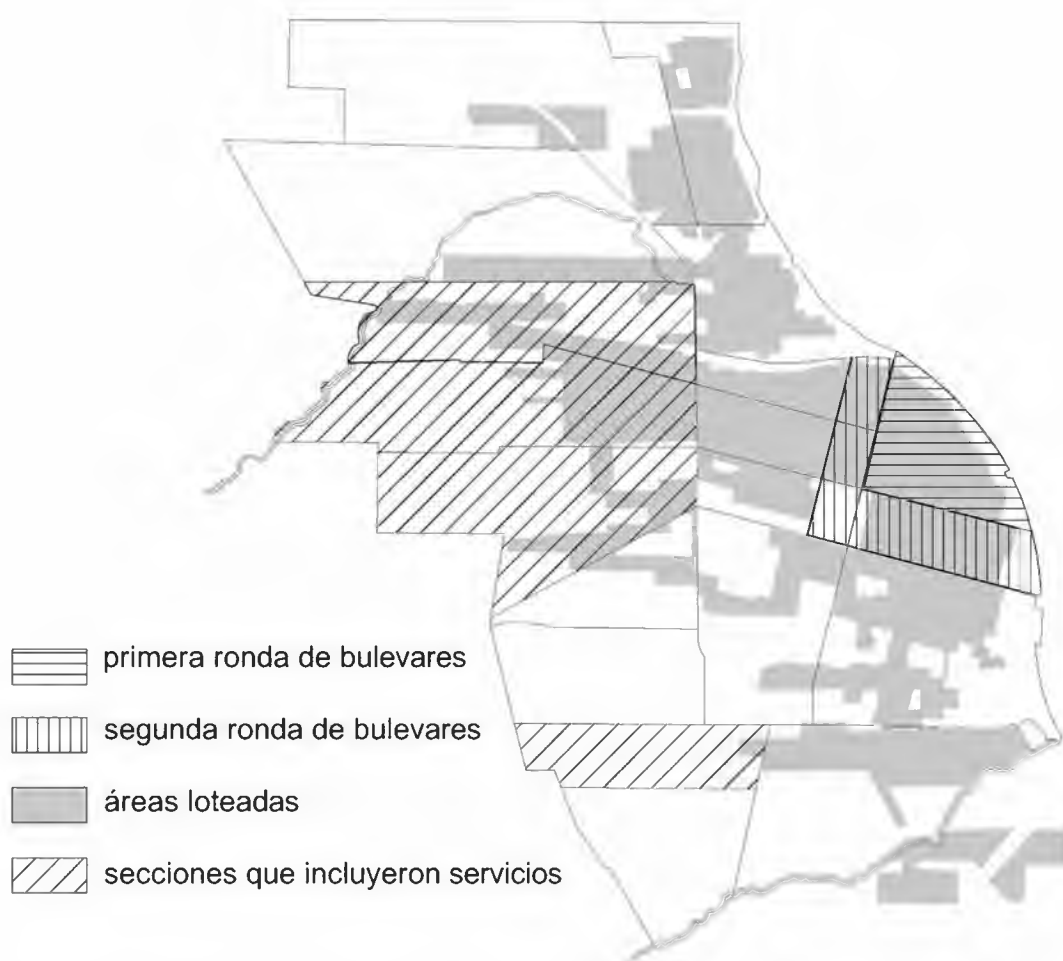 primera ronda de bulevares
segunda ronda de bulevares
áreas loteadas
secciones que incluyeron servicios